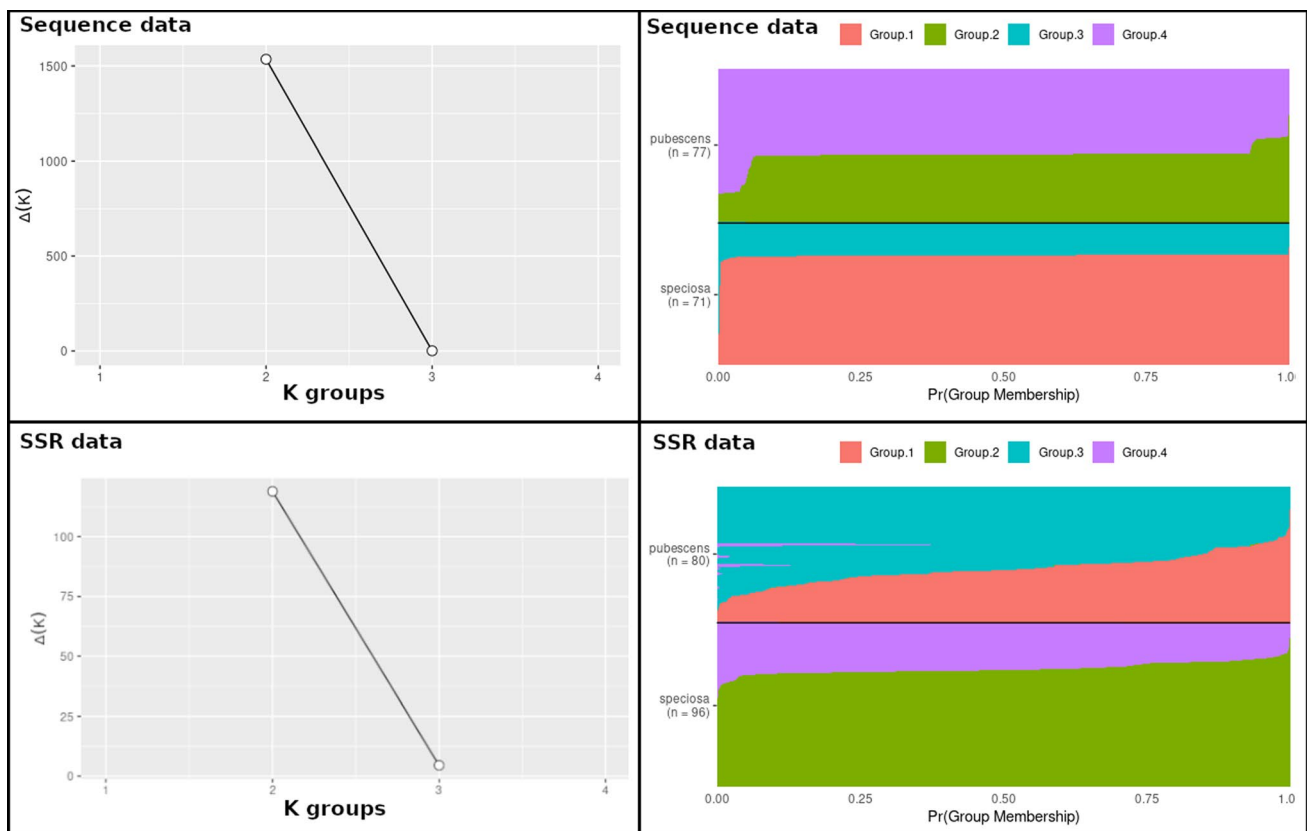 Sequence data
1500
1000
500
0
Δ(K)
1 2 3 4
K groups
Sequence data
Group.1 Group.2 Group.3 Group.4
pubescens
(n = 77)
speciosa
(n = 71)
0.00 0.25 0.50 0.75 1.0
Pr(Group Membership)
SSR data
100
75
50
25
0
Δ(K)
1 2 3 4
K groups
SSR data
Group.1 Group.2 Group.3 Group.4
pubescens
(n = 80)
speciosa
(n = 96)
0.00 0.25 0.50 0.75 1.0
Pr(Group Membership)